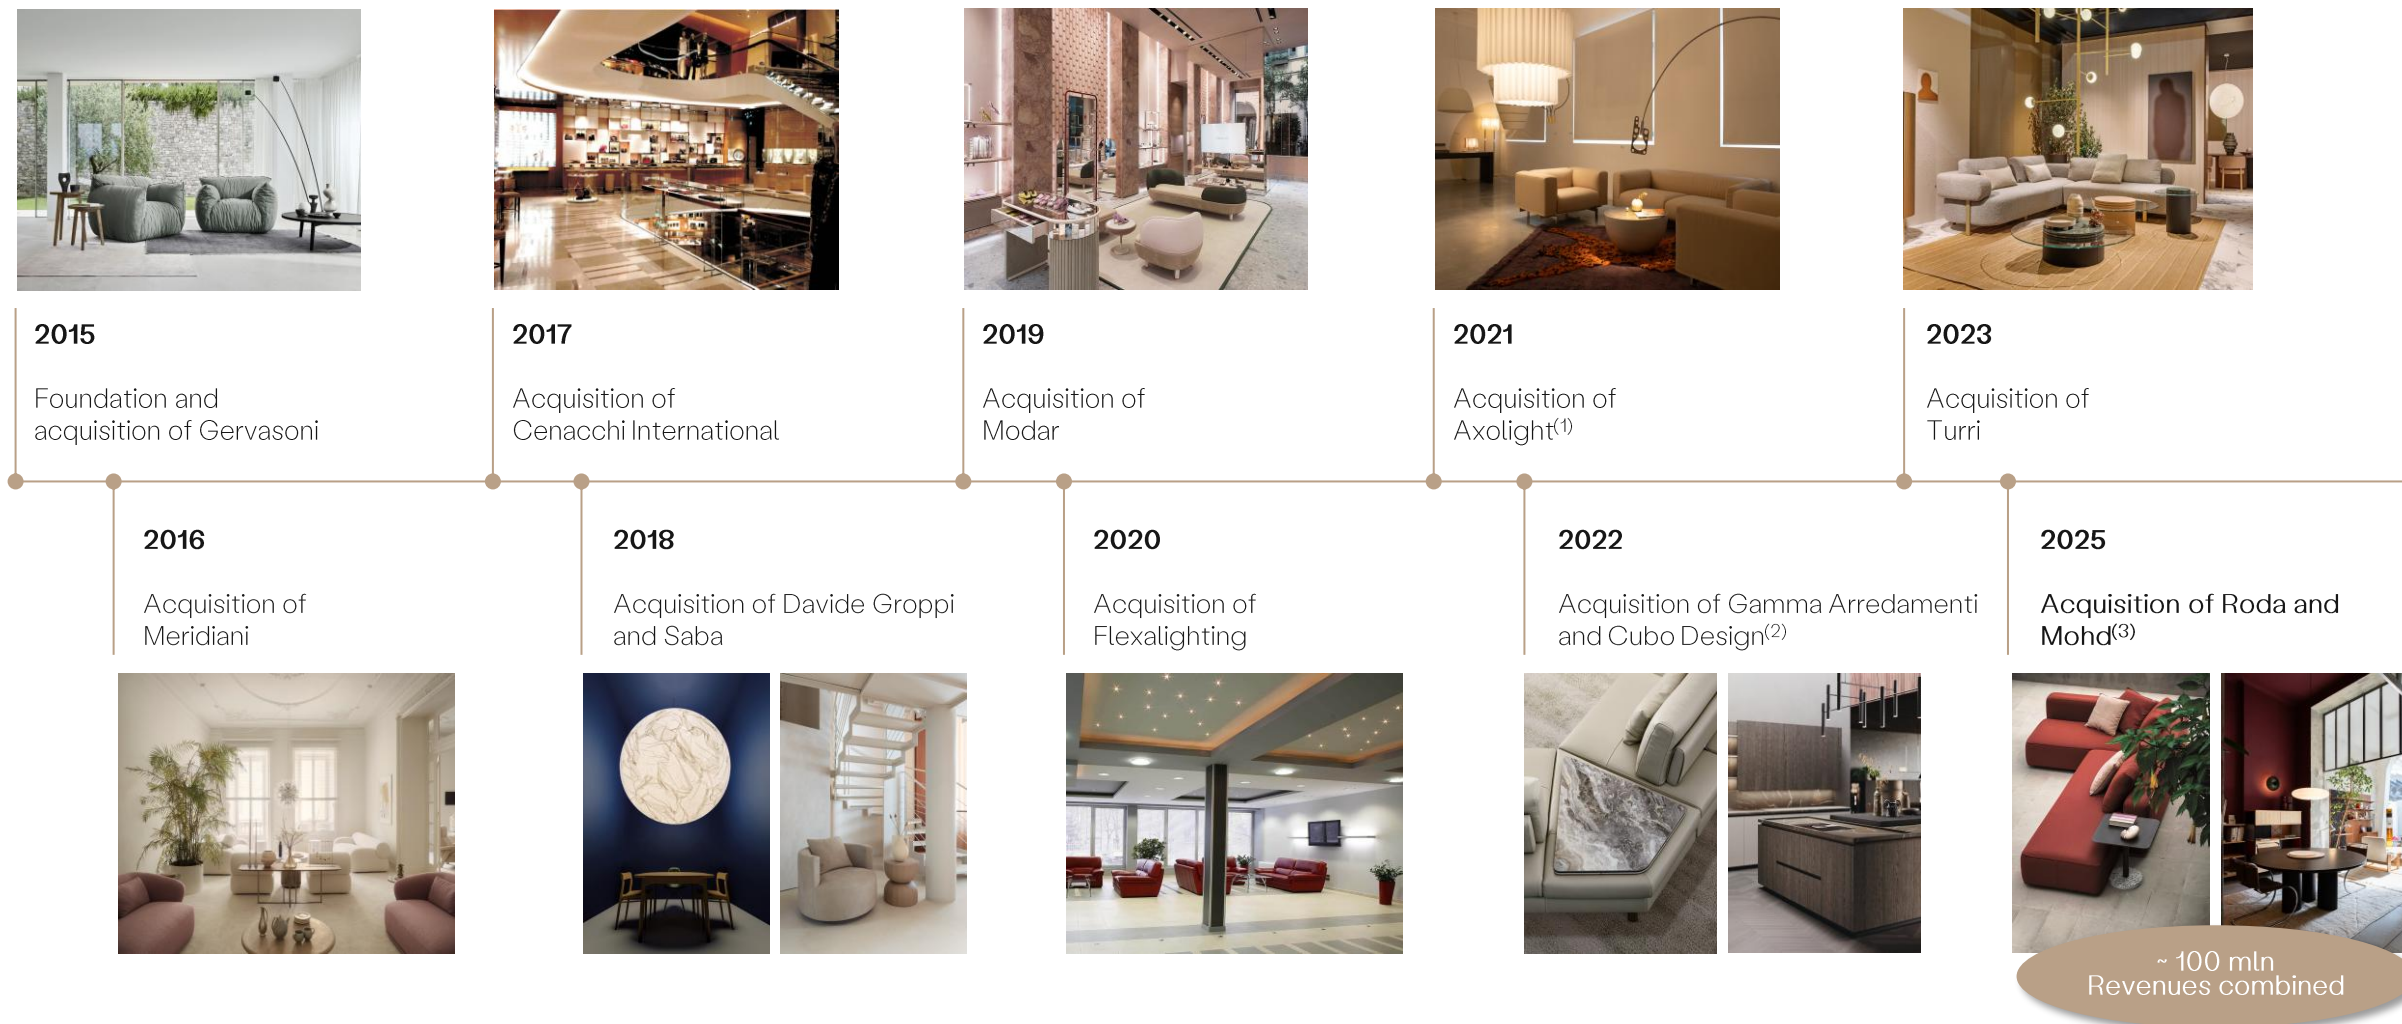 2015
Foundation and
acquisition of Gervasoni
2017
Acquisition of
Cenacchi International
2019
Acquisition of
Modar
2021
Acquisition of
Axolight(1)
2023
Acquisition of
Turri
2016
Acquisition of
Meridiani
2018
Acquisition of Davide Groppi
and Saba
2020
Acquisition of
Flexalighting
2022
Acquisition of Gamma Arredamenti
and Cubo Design(2)
2025
Acquisition of Roda and
Mohd(3)
~ 100 mln
Revenues combined